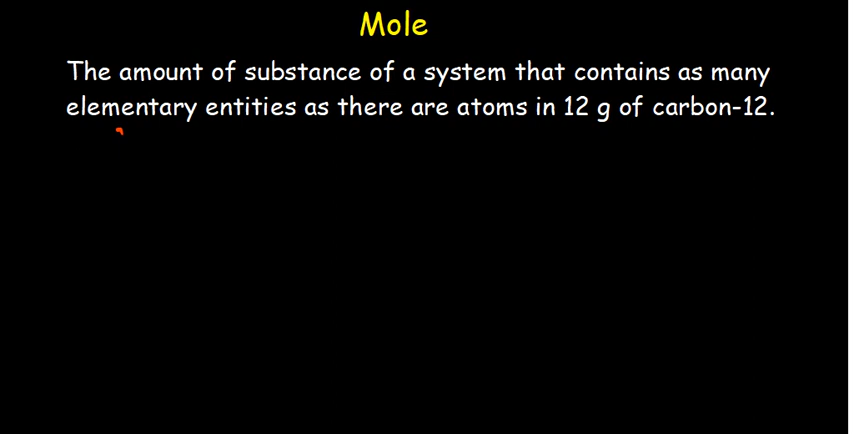 Mole
The amount of substance of a system that contains as many
elementary entities as there are atoms in 12 g of carbon-12.